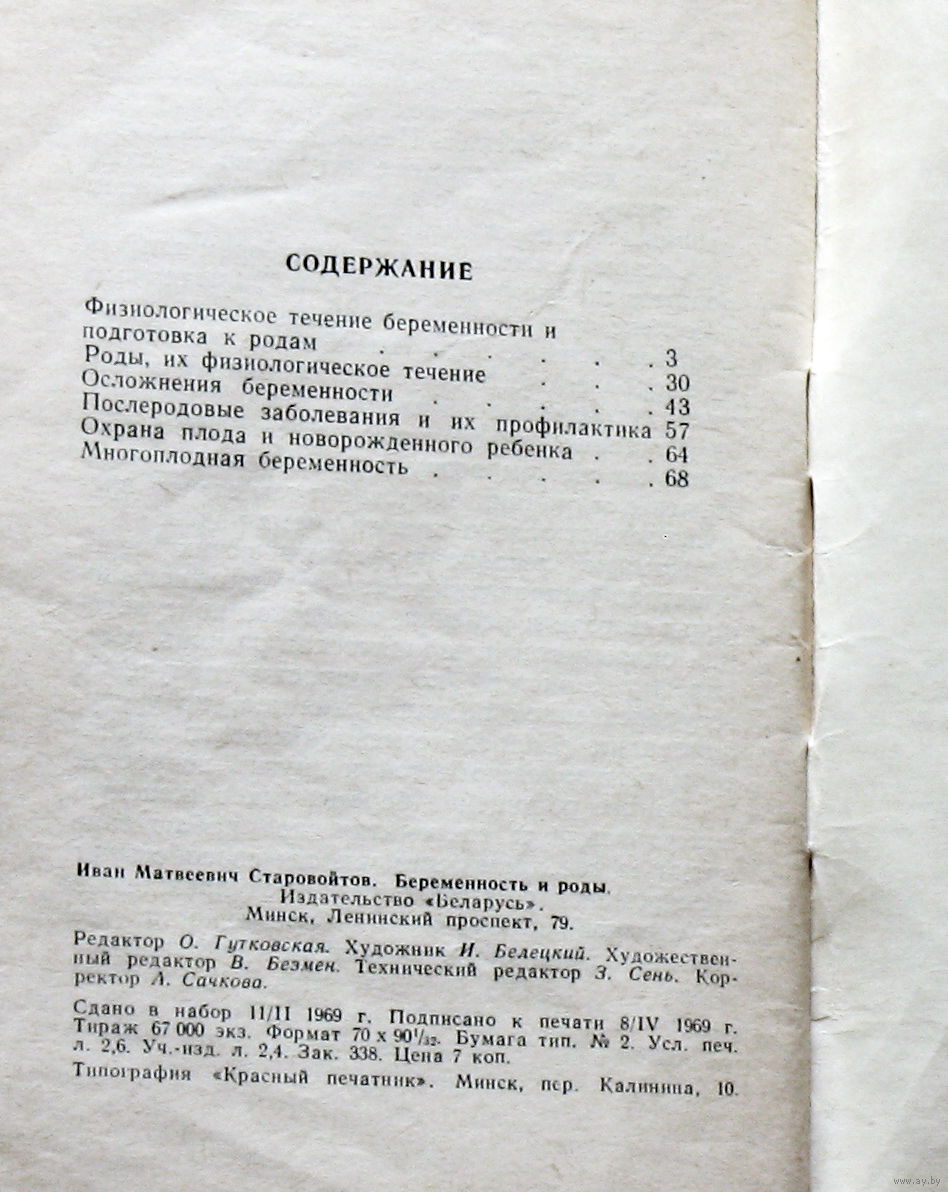 СОДЕРЖАНИЕ
Физиологическое течение беременности и
подготовка к родам . . . . . . 3
Роды, их физиологическое течение . . . 30
Осложнения беременности . . . . . 43
Послеродовые заболевания и их профилактика 57
Охрана плода и новорожденного ребенка . . 64
Многоплодная беременность . . . . . 68
Иван Матвеевич Старовойтов. Беременность и роды.
Издательство «Беларусь».
Минск, Ленинский проспект, 79.
Редактор О. Гутковская. Художник И. Белецкий. Художествен-
ный редактор В. Безмен. Технический редактор З. Сень. Кор-
ректор Л. Сачкова.
Сдано в набор 11/II 1969 г. Подписано к печати 8/IV 1969 г.
Тираж 67 000 экз. Формат 70 х 90¹/₃₂. Бумага тип. № 2. Усл. печ.
л. 2,6. Уч.-изд. л. 2,4. Зак. 338. Цена 7 коп.
Типография «Красный печатник». Минск, пер. Калинина, 10.
www.ay.by